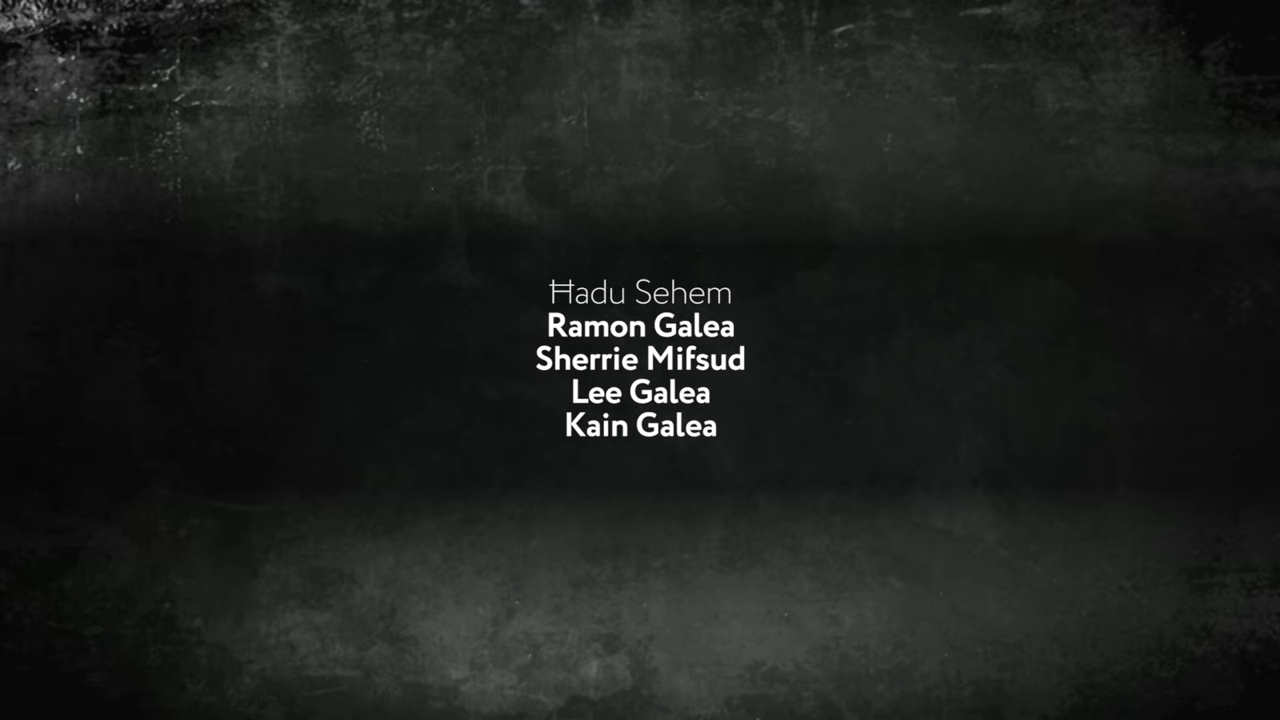 Ħadu Sehem
Ramon Galea
Sherrie Mifsud
Lee Galea
Kain Galea